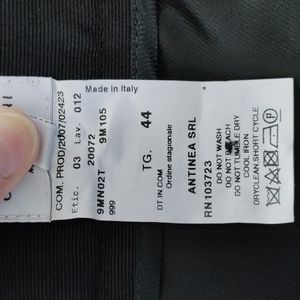 COM. PROD/2007/02423
Etic. 03 Lav. 012
20072
9MN02T 9M105
999
Made in Italy
TG. 44
DT IN.COM
Ordine stagionale
ANTINEA SRL
RN103723
DO NOT WASH
DO NOT BLEACH
DO NOT TUMBLE DRY
COOL IRON
DRYCLEAN,SHORT CYCLE